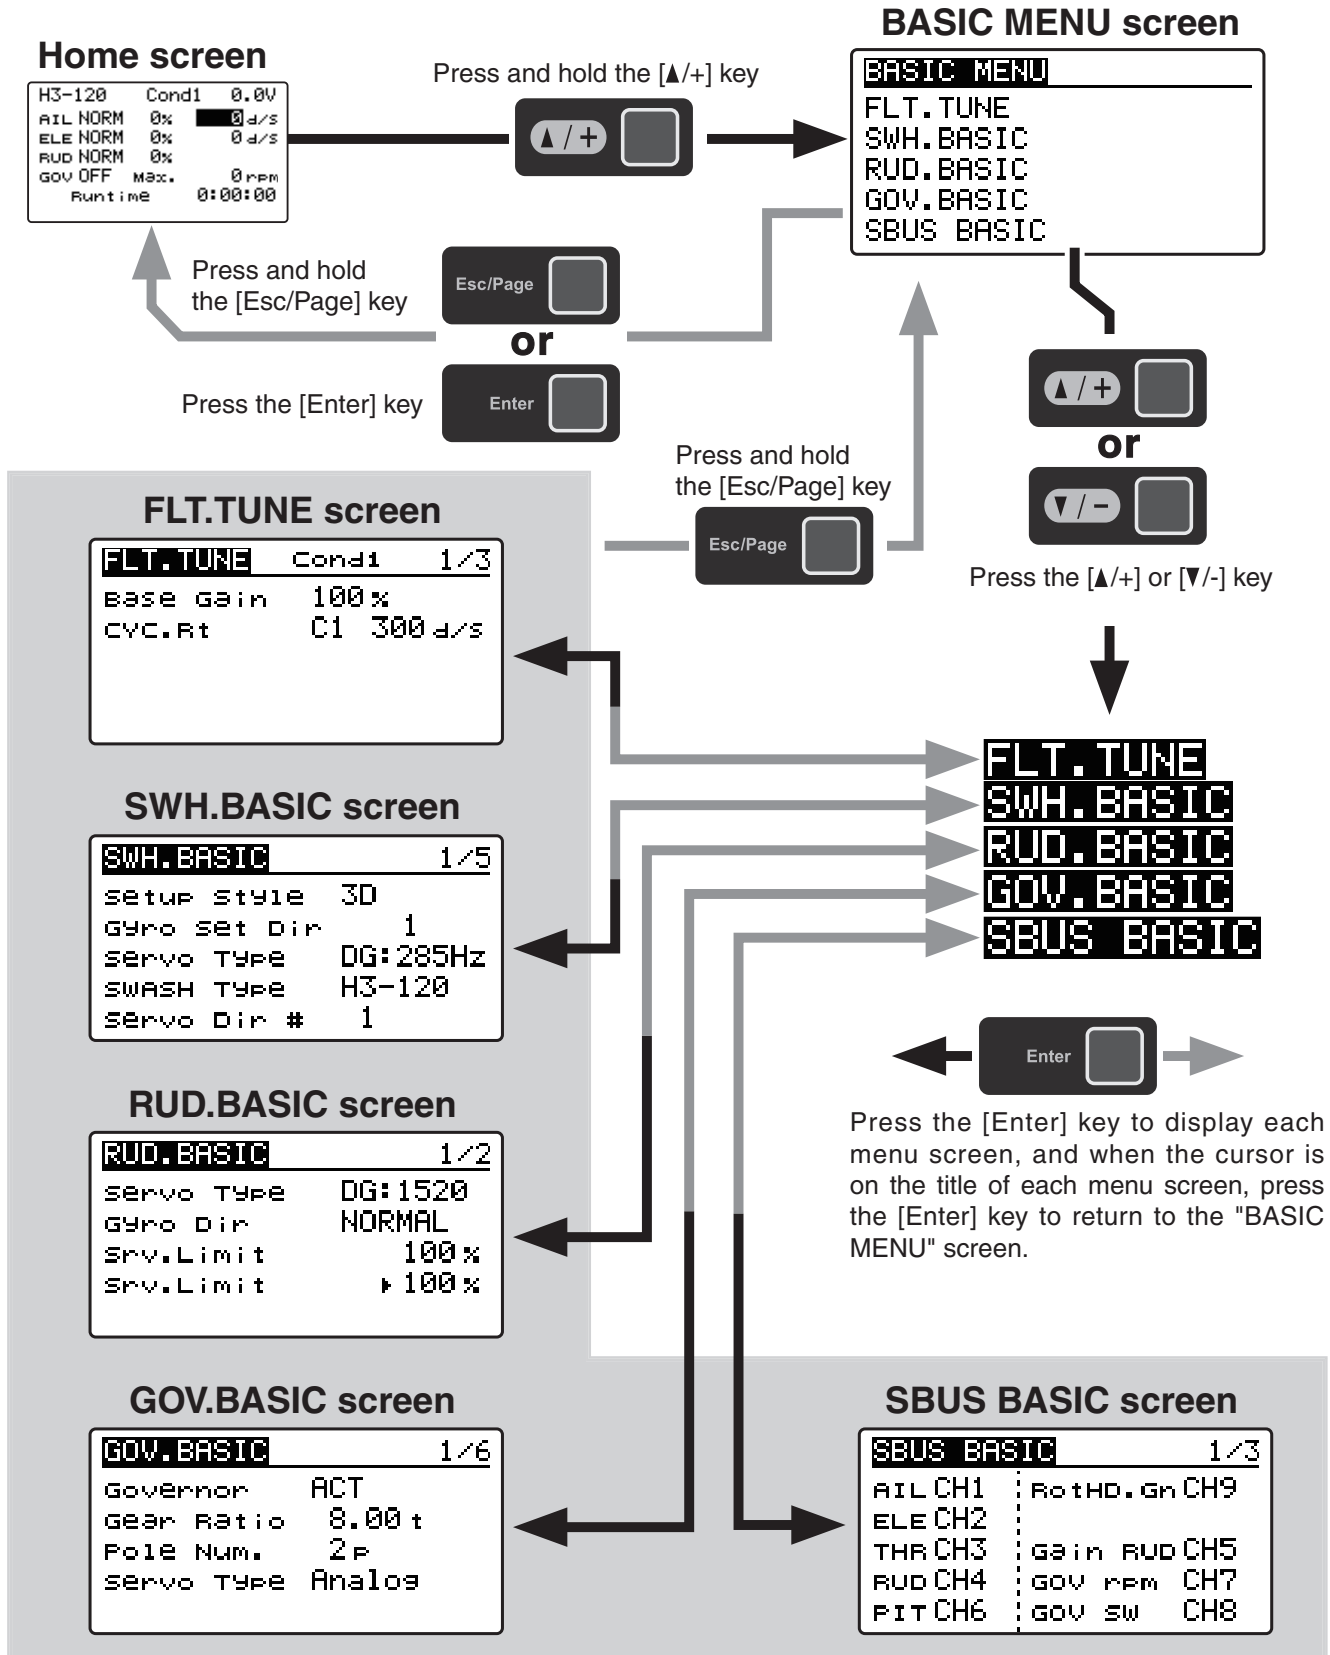 BASIC MENU screen
Home screen
H3-120 Cond1 0.0V
AIL NORM 0% 0 d/s
ELE NORM 0% 0 d/s
RUD NORM 0%
GOV OFF Max. 0 rpm
Runtime 0:00:00
Press and hold the [▲/+] key
▲/+
BASIC MENU
FLT.TUNE
SWH.BASIC
RUD.BASIC
GOV.BASIC
SBUS BASIC
Press and hold
the [Esc/Page] key
Esc/Page
or
Press the [Enter] key
Enter
▲/+
or
▼/-
Press the [▲/+] or [▼/-] key
Press and hold
the [Esc/Page] key
Esc/Page
FLT.TUNE screen
FLT.TUNE Cond1 1/3
Base Gain 100%
CYC.Rt C1 300 d/s
FLT.TUNE
SWH.BASIC
RUD.BASIC
GOV.BASIC
SBUS BASIC
SWH.BASIC screen
SWH.BASIC 1/5
Setup Style 3D
Gyro Set Dir 1
Servo Type DG:285Hz
SWASH Type H3-120
Servo Dir # 1
Enter
Press the [Enter] key to display each
menu screen, and when the cursor is
on the title of each menu screen, press
the [Enter] key to return to the "BASIC
MENU" screen.
RUD.BASIC screen
RUD.BASIC 1/2
Servo Type DG:1520
Gyro Dir NORMAL
Srv.Limit 100%
Srv.Limit ▸100%
GOV.BASIC screen
GOV.BASIC 1/6
Governor ACT
Gear Ratio 8.00 t
Pole Num. 2P
Servo Type Analog
SBUS BASIC screen
SBUS BASIC 1/3
AIL CH1 RotHD.Gn CH9
ELE CH2
THR CH3 Gain RUD CH5
RUD CH4 GOV rpm CH7
PIT CH6 GOV SW CH8